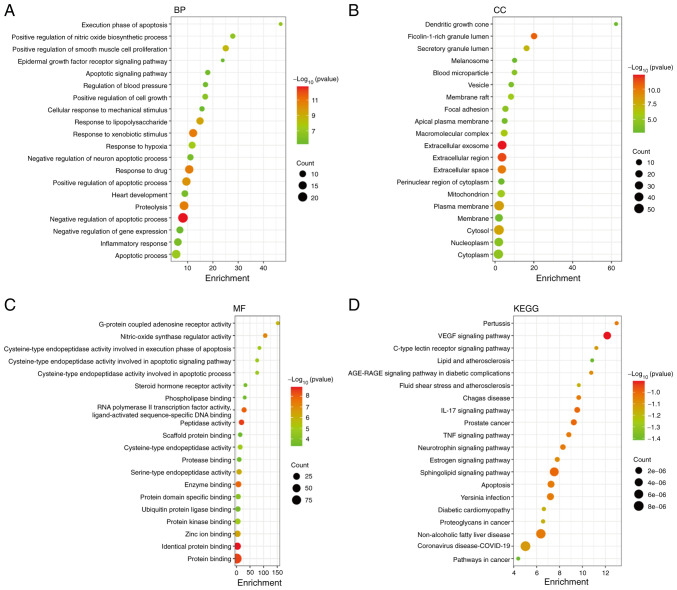 A
BP
Execution phase of apoptosis
Positive regulation of nitric oxide biosynthetic process
Positive regulation of smooth muscle cell proliferation
Epidermal growth factor receptor signaling pathway
Apoptotic signaling pathway
Regulation of blood pressure
Positive regulation of cell growth
Cellular response to mechanical stimulus
Response to lipopolysaccharide
Response to xenobiotic stimulus
Response to hypoxia
Negative regulation of neuron apoptotic process
Response to drug
Positive regulation of apoptotic process
Heart development
Proteolysis
Negative regulation of apoptotic process
Negative regulation of gene expression
Inflammatory response
Apoptotic process
0 10 20 30 40
Enrichment
−Log10 (pvalue)
11
9
7
Count
10
15
20
B
CC
Dendritic growth cone
Ficolin-1-rich granule lumen
Secretory granule lumen
Melanosome
Blood microparticle
Vesicle
Membrane raft
Focal adhesion
Apical plasma membrane
Macromolecular complex
Extracellular exosome
Extracellular region
Extracellular space
Perinuclear region of cytoplasm
Mitochondrion
Plasma membrane
Membrane
Cytosol
Nucleoplasm
Cytoplasm
0 20 40 60
Enrichment
−Log10 (pvalue)
10.0
7.5
5.0
Count
10
20
30
40
50
C
MF
G-protein coupled adenosine receptor activity
Nitric-oxide synthase regulator activity
Cysteine-type endopeptidase activity involved in execution phase of apoptosis
Cysteine-type endopeptidase activity involved in apoptotic signaling pathway
Cysteine-type endopeptidase activity involved in apoptotic process
Steroid hormone receptor activity
Phospholipase binding
RNA polymerase II transcription factor activity,
ligand-activated sequence-specific DNA binding
Peptidase activity
Scaffold protein binding
Cysteine-type endopeptidase activity
Protease binding
Serine-type endopeptidase activity
Enzyme binding
Protein domain specific binding
Ubiquitin protein ligase binding
Protein kinase binding
Zinc ion binding
Identical protein binding
Protein binding
0 50 100 150
Enrichment
−Log10 (pvalue)
8
7
6
5
4
Count
25
50
75
D
KEGG
Pertussis
VEGF signaling pathway
C-type lectin receptor signaling pathway
Lipid and atherosclerosis
AGE-RAGE signaling pathway in diabetic complications
Fluid shear stress and atherosclerosis
Chagas disease
IL-17 signaling pathway
Prostate cancer
TNF signaling pathway
Neurotrophin signaling pathway
Estrogen signaling pathway
Sphingolipid signaling pathway
Apoptosis
Yersinia infection
Diabetic cardiomyopathy
Proteoglycans in cancer
Non-alcoholic fatty liver disease
Coronavirus disease-COVID-19
Pathways in cancer
4 6 8 10 12
Enrichment
−Log10 (pvalue)
−0.9
−1.0
−1.1
−1.2
−1.3
−1.4
Count
2e-06
4e-06
6e-06
8e-06